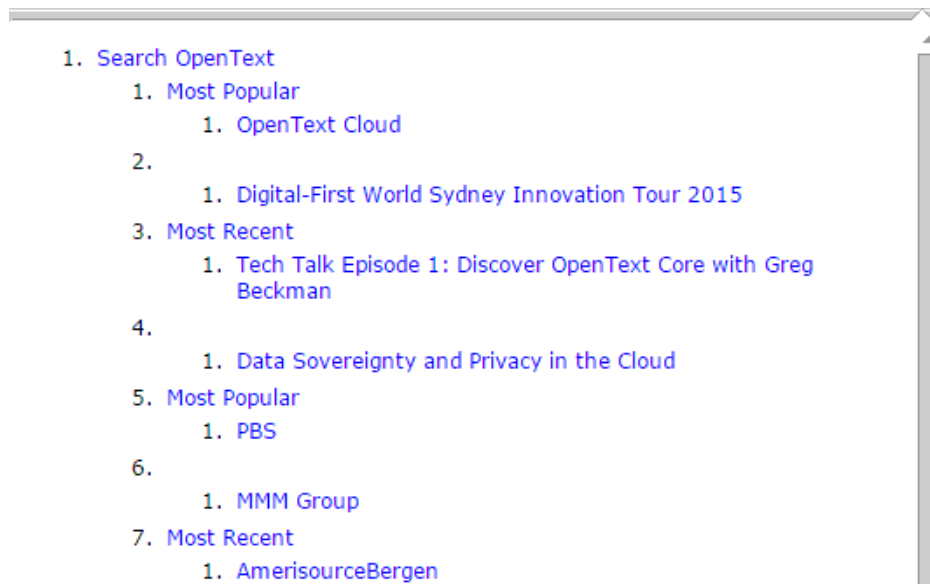 1. Search OpenText
1. Most Popular
1. OpenText Cloud
2.
1. Digital-First World Sydney Innovation Tour 2015
3. Most Recent
1. Tech Talk Episode 1: Discover OpenText Core with Greg
Beckman
4.
1. Data Sovereignty and Privacy in the Cloud
5. Most Popular
1. PBS
6.
1. MMM Group
7. Most Recent
1. AmerisourceBergen